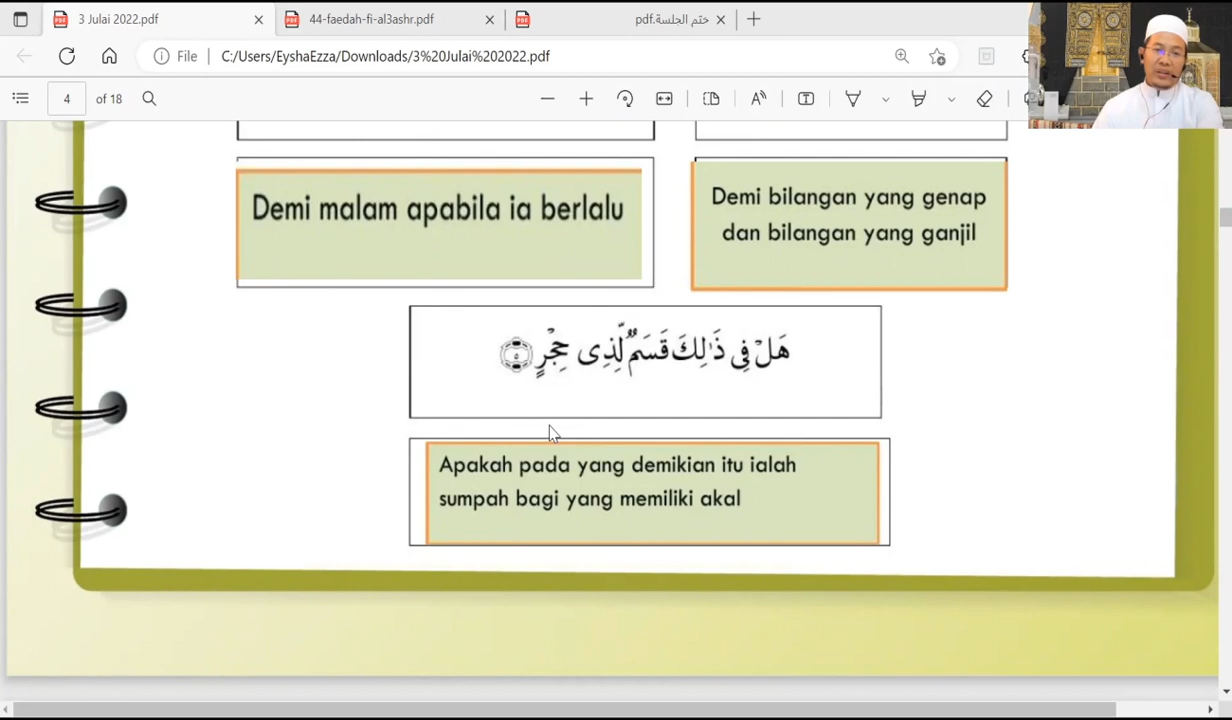 3 Julai 2022.pdf
44-faedah-fi-al3ashr.pdf
ختم الجلسة.pdf
File
C:/Users/EyshaEzza/Downloads/3%20Julai%202022.pdf
4 of 18
Demi malam apabila ia berlalu
Demi bilangan yang genap
dan bilangan yang ganjil
هَلْ فِي ذَٰلِكَ قَسَمٌ لِّذِي حِجْرٍ ٥
Apakah pada yang demikian itu ialah
sumpah bagi yang memiliki akal